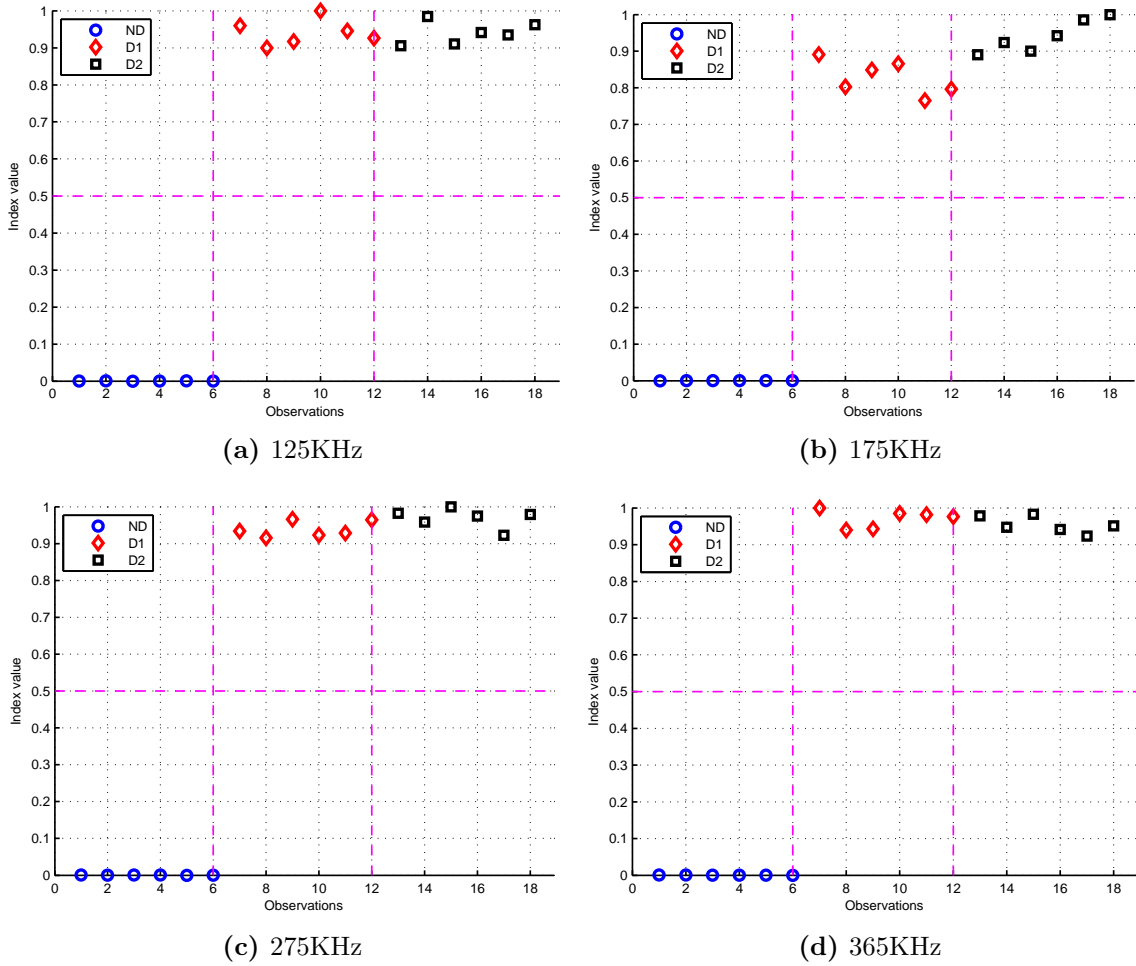 1
0.9
0.8
0.7
0.6
0.5
0.4
0.3
0.2
0.1
0
Index value
ND
D1
D2
0 2 4 6 8 10 12 14 16 18
Observations
(a) 125KHz
1
0.9
0.8
0.7
0.6
0.5
0.4
0.3
0.2
0.1
0
Index value
ND
D1
D2
0 2 4 6 8 10 12 14 16 18
Observations
(b) 175KHz
1
0.9
0.8
0.7
0.6
0.5
0.4
0.3
0.2
0.1
0
Index value
ND
D1
D2
0 2 4 6 8 10 12 14 16 18
Observations
(c) 275KHz
1
0.9
0.8
0.7
0.6
0.5
0.4
0.3
0.2
0.1
0
Index value
ND
D1
D2
0 2 4 6 8 10 12 14 16 18
Observations
(d) 365KHz